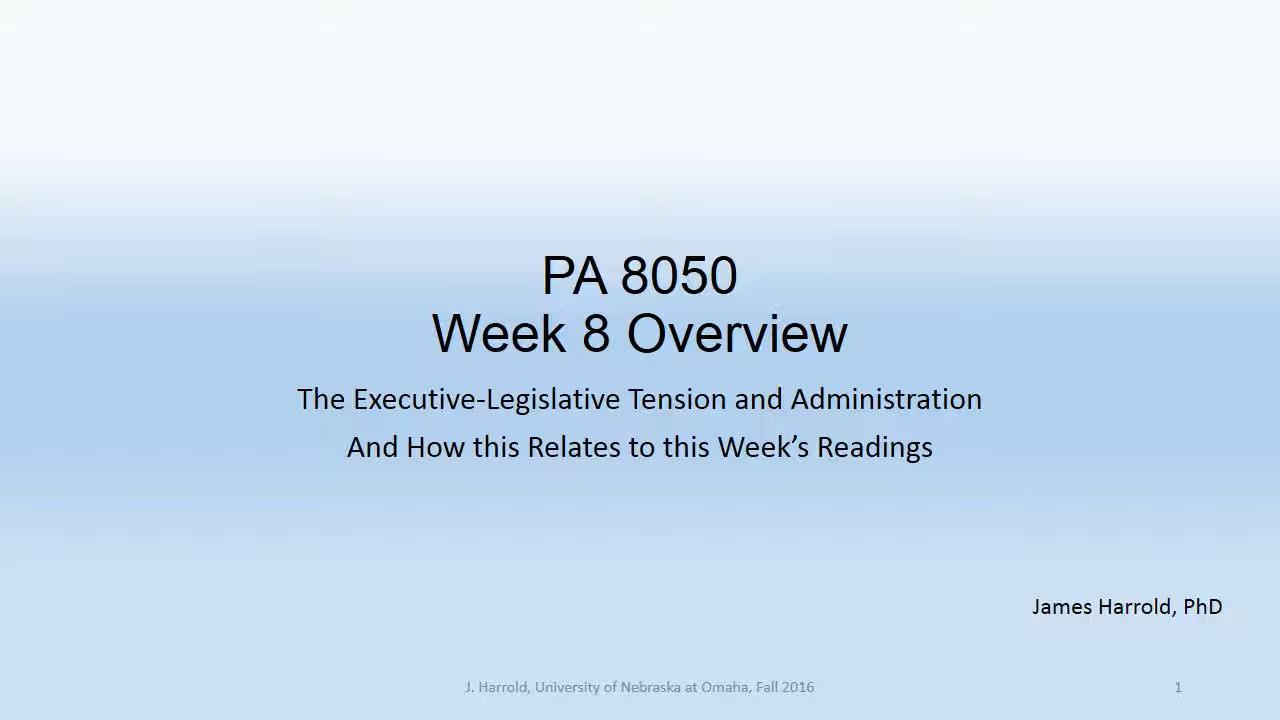 PA 8050
Week 8 Overview
The Executive-Legislative Tension and Administration
And How this Relates to this Week’s Readings
James Harrold, PhD
J. Harrold, University of Nebraska at Omaha, Fall 2016
1